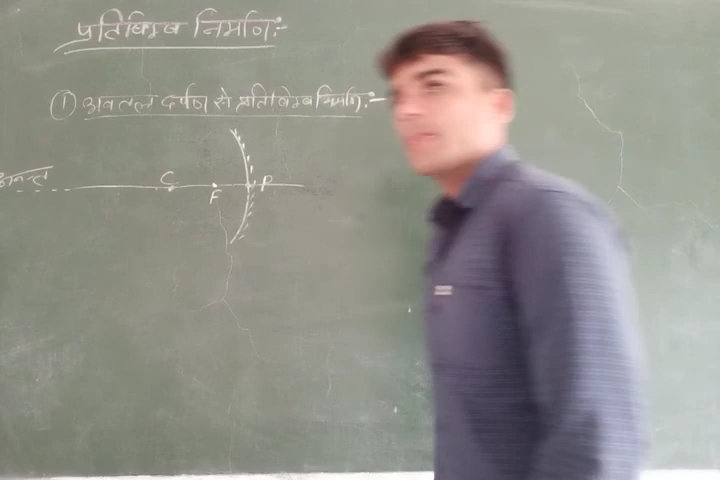 प्रतिबिम्ब निर्माण:-
① अवतल दर्पण से प्रतिबिम्ब निर्माण:-
अनन्त
C
F
P